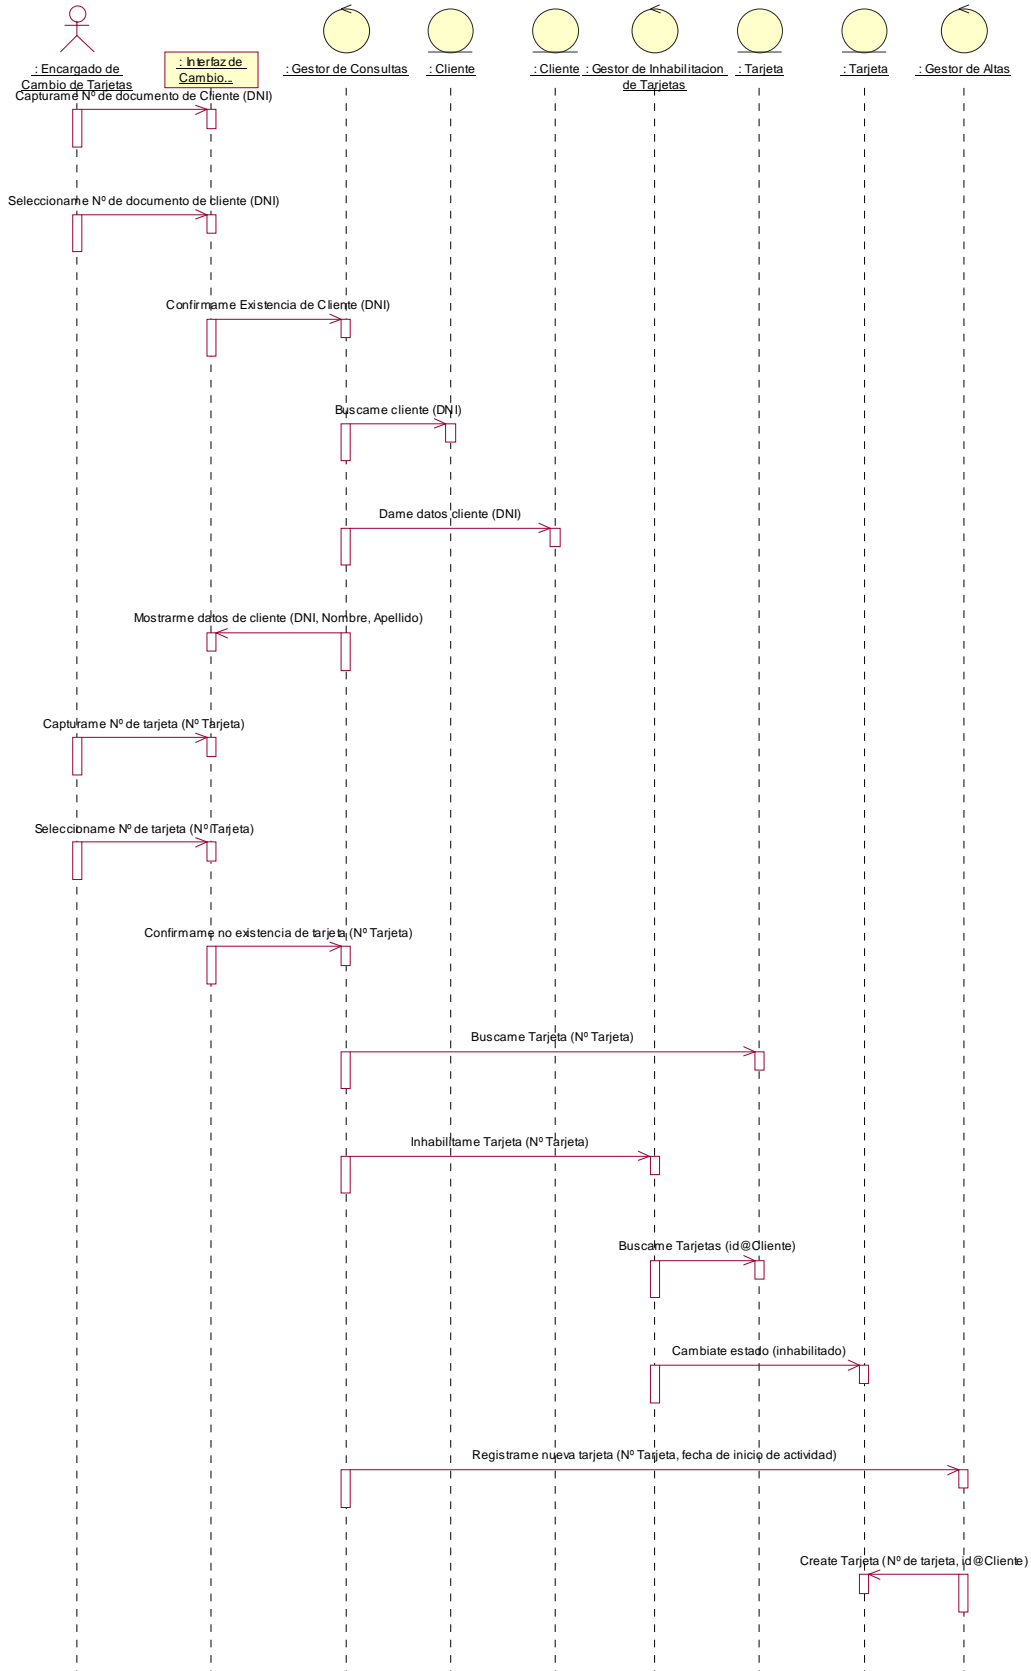 : Encargado de
Cambio de Tarjetas
: Interfaz de
Cambio...
: Gestor de Consultas
: Cliente
: Cliente
: Gestor de Inhabilitacion
de Tarjetas
: Tarjeta
: Tarjeta
: Gestor de Altas
Capturame Nº de documento de Cliente (DNI)
Seleccioname Nº de documento de cliente (DNI)
Confirmame Existencia de Cliente (DNI)
Buscame cliente (DNI)
Dame datos cliente (DNI)
Mostrarme datos de cliente (DNI, Nombre, Apellido)
Capturame Nº de tarjeta (Nº Tarjeta)
Seleccioname Nº de tarjeta (Nº Tarjeta)
Confirmame no existencia de tarjeta (Nº Tarjeta)
Buscame Tarjeta (Nº Tarjeta)
Inhabilitame Tarjeta (Nº Tarjeta)
Buscame Tarjetas (id@Cliente)
Cambiate estado (inhabilitado)
Registrame nueva tarjeta (Nº Tarjeta, fecha de inicio de actividad)
Create Tarjeta (Nº de tarjeta, id@Cliente)